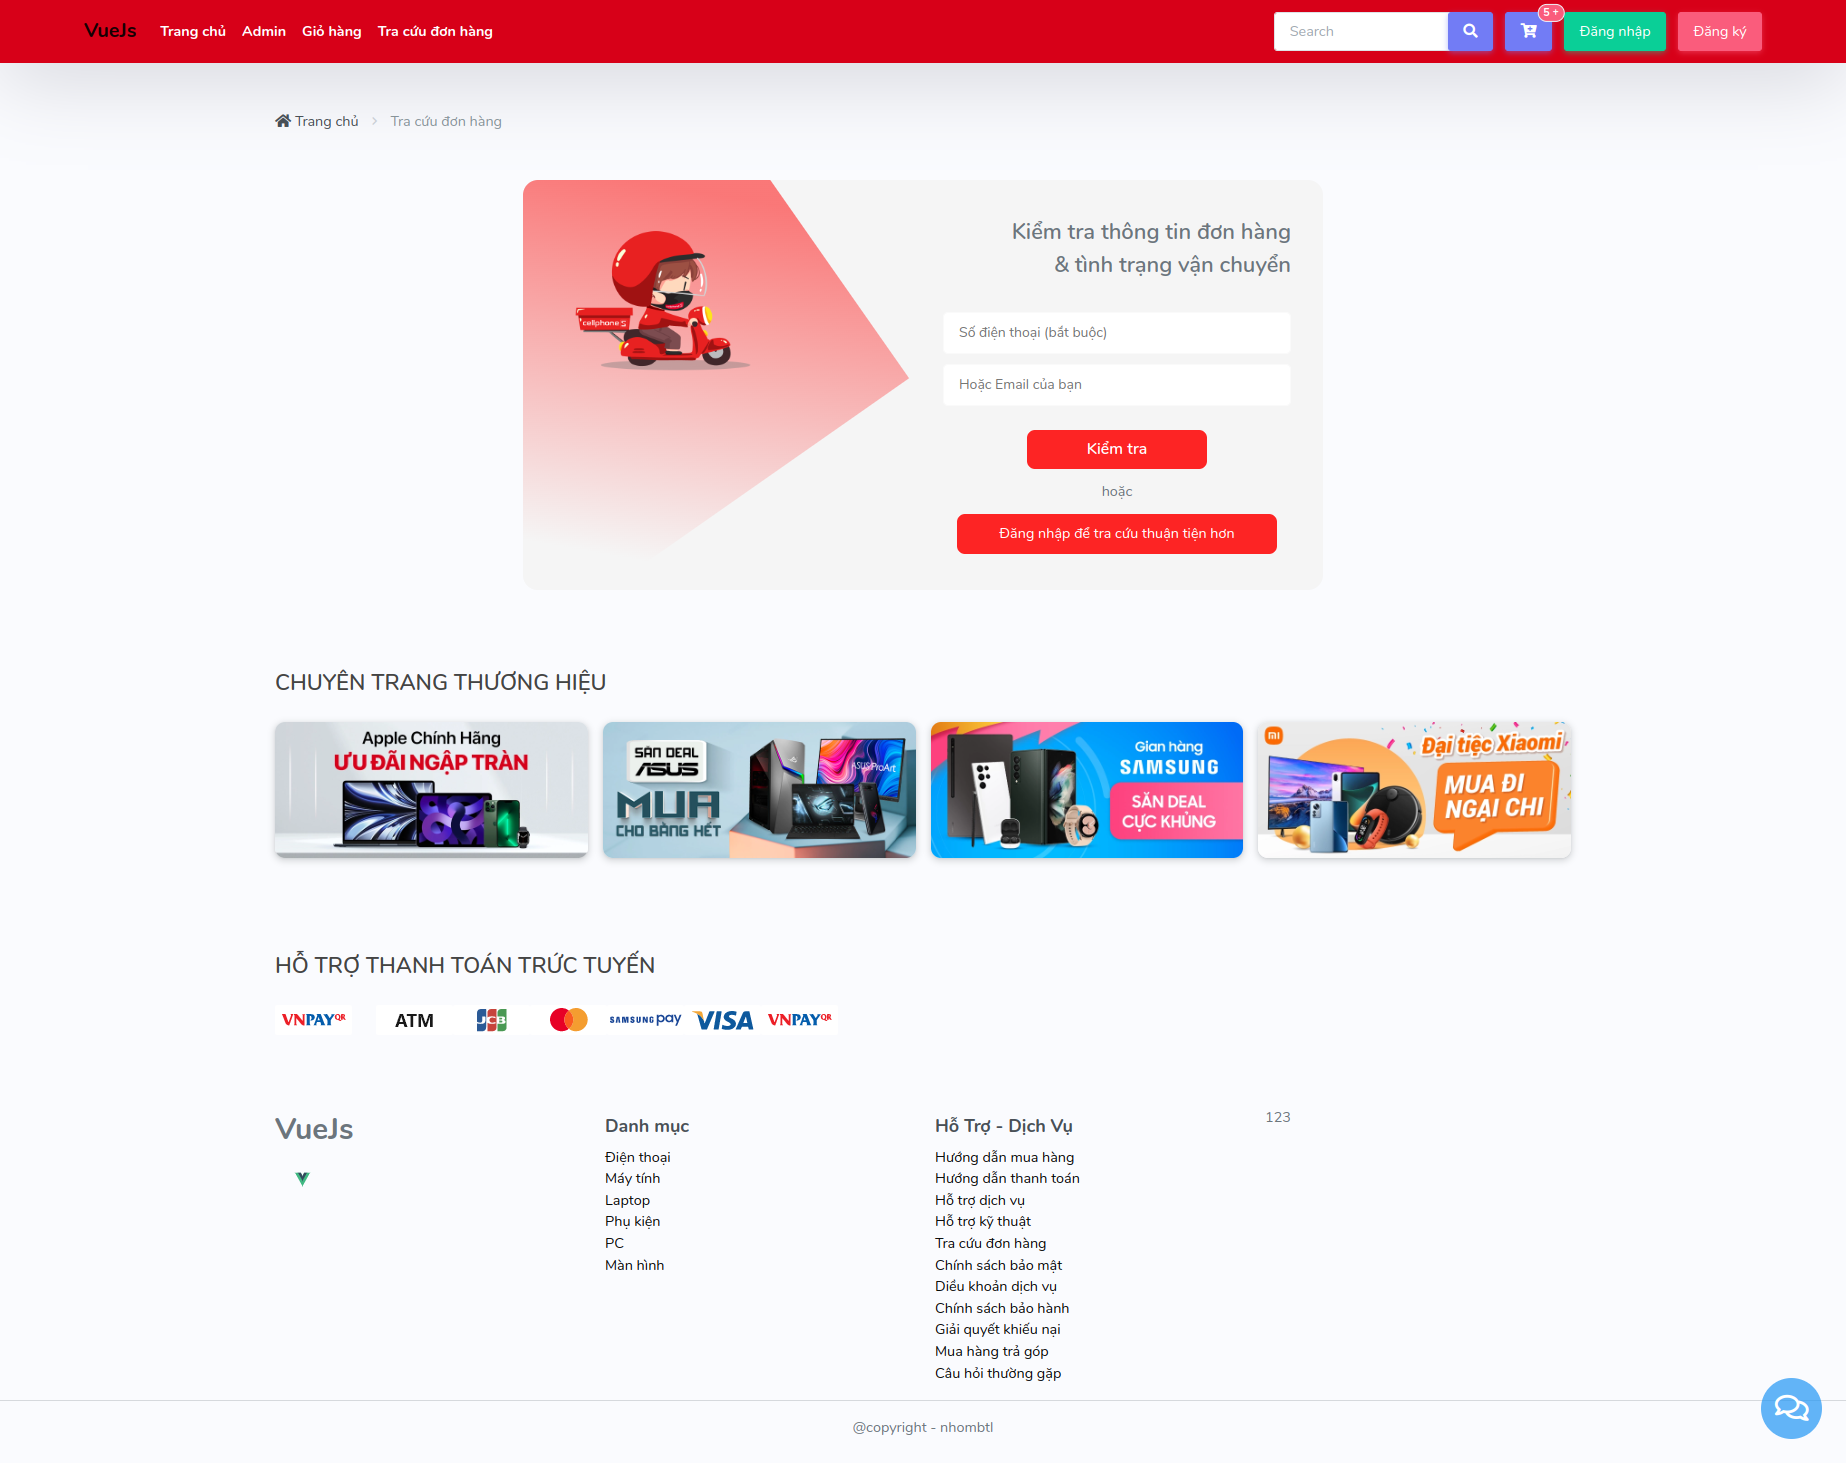 VueJs
Trang chủ
Admin
Giỏ hàng
Tra cứu đơn hàng
Search
5 +
Đăng nhập
Đăng ký
Trang chủ
Tra cứu đơn hàng
cellphoneS
Kiểm tra thông tin đơn hàng
& tình trạng vận chuyển
Số điện thoại (bắt buộc)
Hoặc Email của bạn
Kiểm tra
hoặc
Đăng nhập để tra cứu thuận tiện hơn
CHUYÊN TRANG THƯƠNG HIỆU
Apple Chính Hãng
ƯU ĐÃI NGẬP TRÀN
SĂN DEAL
ASUS
MUA
CHO BẰNG HẾT
ASUS ProArt
Gian hàng
SAMSUNG
SĂN DEAL
CỰC KHỦNG
mi
Đại tiệc Xiaomi
MUA ĐI
NGẠI CHI
HỖ TRỢ THANH TOÁN TRỨC TUYẾN
VNPAYQR
ATM
JCB
SAMSUNG pay
VISA
VNPAYQR
VueJs
Danh mục
Điện thoại
Máy tính
Laptop
Phụ kiện
PC
Màn hình
Hỗ Trợ - Dịch Vụ
Hướng dẫn mua hàng
Hướng dẫn thanh toán
Hỗ trợ dịch vụ
Hỗ trợ kỹ thuật
Tra cứu đơn hàng
Chính sách bảo mật
Diều khoản dịch vụ
Chính sách bảo hành
Giải quyết khiếu nại
Mua hàng trả góp
Câu hỏi thường gặp
123
@copyright - nhombtl